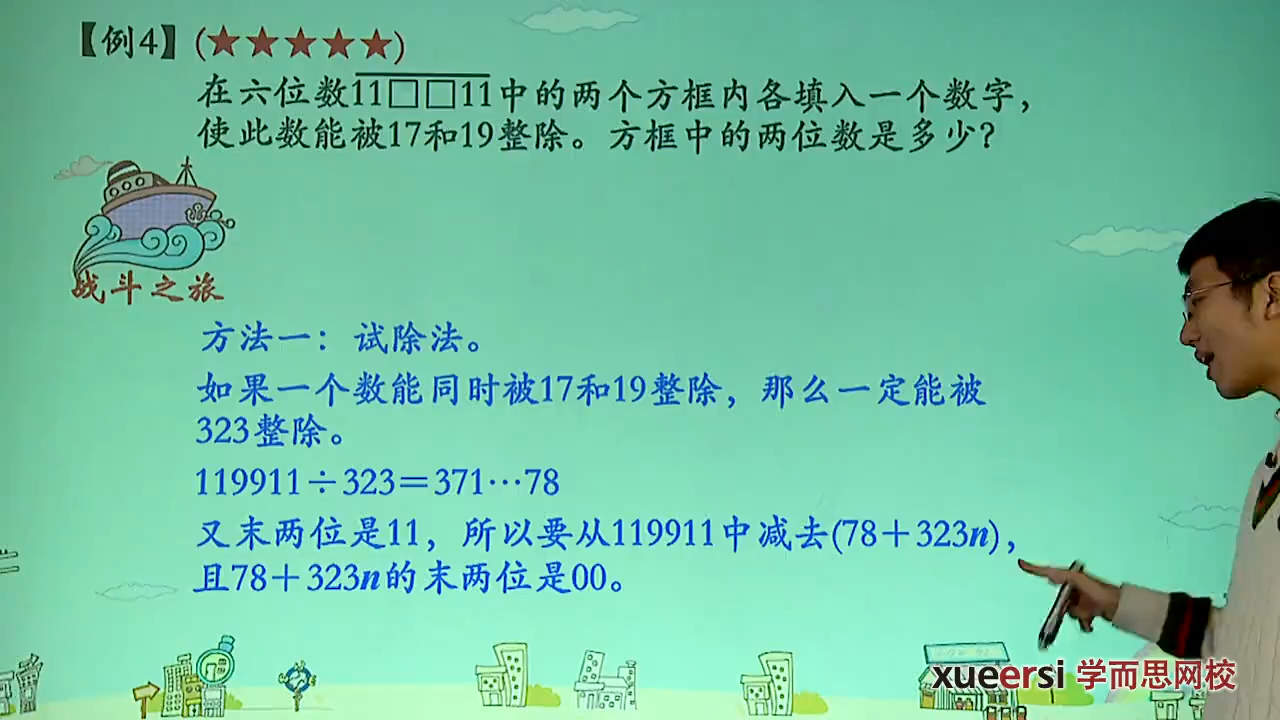 【例4】(★★★★★)
在六位数11□□11中的两个方框内各填入一个数字，
使此数能被17和19整除。方框中的两位数是多少?
战斗之旅
方法一：试除法。
如果一个数能同时被17和19整除，那么一定能被
323整除。
119911÷323=371…78
又末两位是11，所以要从119911中减去(78+323n)，
且78+323n的末两位是00。
xueersi 学而思网校